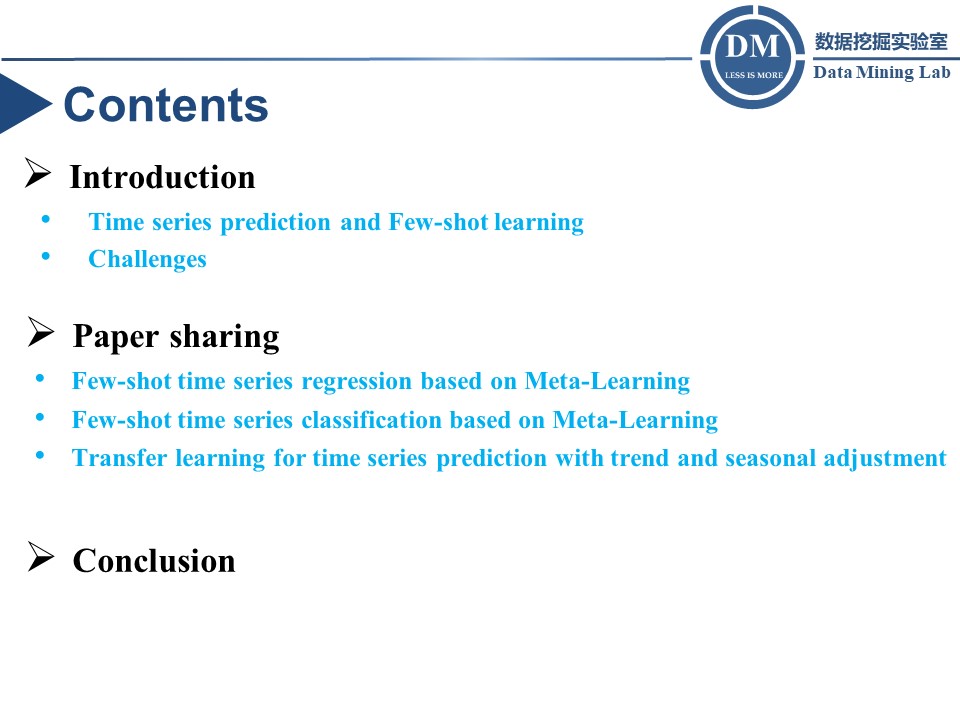 DM
LESS IS MORE
数据挖掘实验室
Data Mining Lab
Contents
Introduction
Time series prediction and Few-shot learning
Challenges
Paper sharing
Few-shot time series regression based on Meta-Learning
Few-shot time series classification based on Meta-Learning
Transfer learning for time series prediction with trend and seasonal adjustment
Conclusion